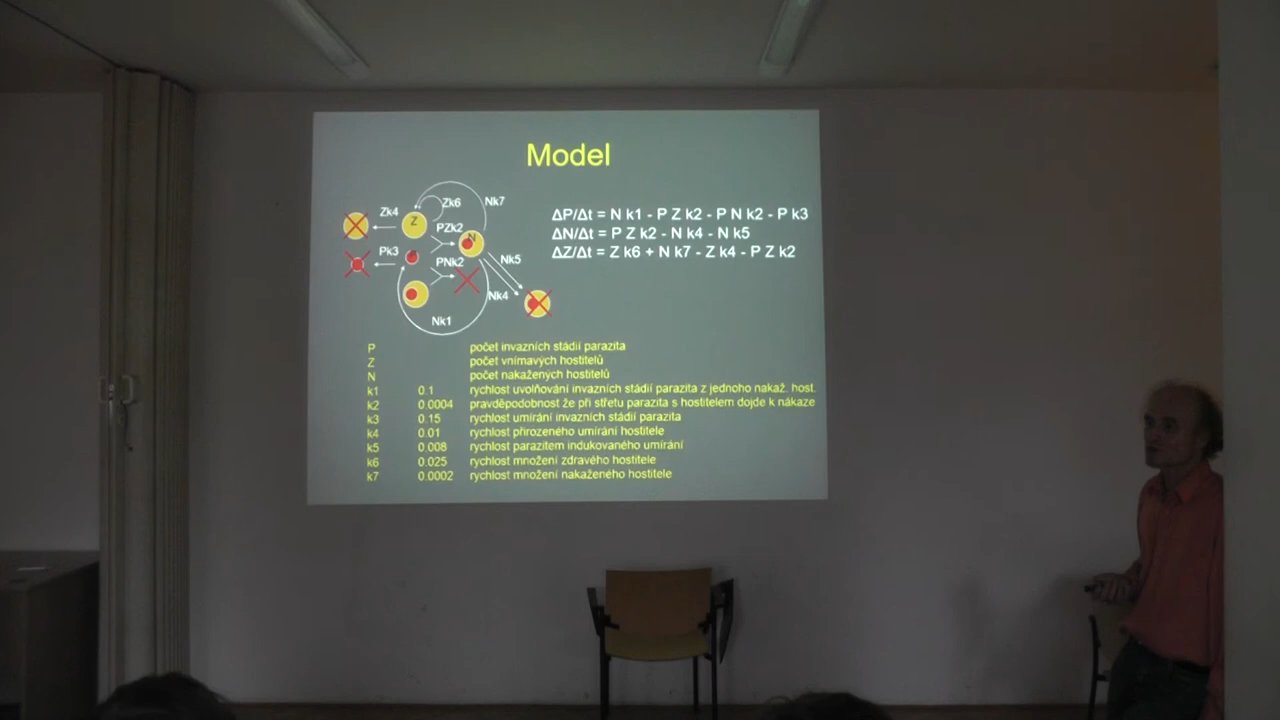 Model
Zk4
Z
Zk6
Nk7
PZk2
N
Pk3
PNk2
Nk5
Nk4
Nk1
ΔP/Δt = N k1 - P Z k2 - P N k2 - P k3
ΔN/Δt = P Z k2 - N k4 - N k5
ΔZ/Δt = Z k6 + N k7 - Z k4 - P Z k2
P počet invazních stádií parazita
Z počet vnímavých hostitelů
N počet nakažených hostitelů
k1 0.1 rychlost uvolňování invazních stádií parazita z jednoho nakaž. host.
k2 0.0004 pravděpodobnost že při střetu parazita s hostitelem dojde k nákaze
k3 0.15 rychlost umírání invazních stádií parazita
k4 0.01 rychlost přirozeného umírání hostitele
k5 0.008 rychlost parazitem indukovaného umírání
k6 0.025 rychlost množení zdravého hostitele
k7 0.0002 rychlost množení nakaženého hostitele